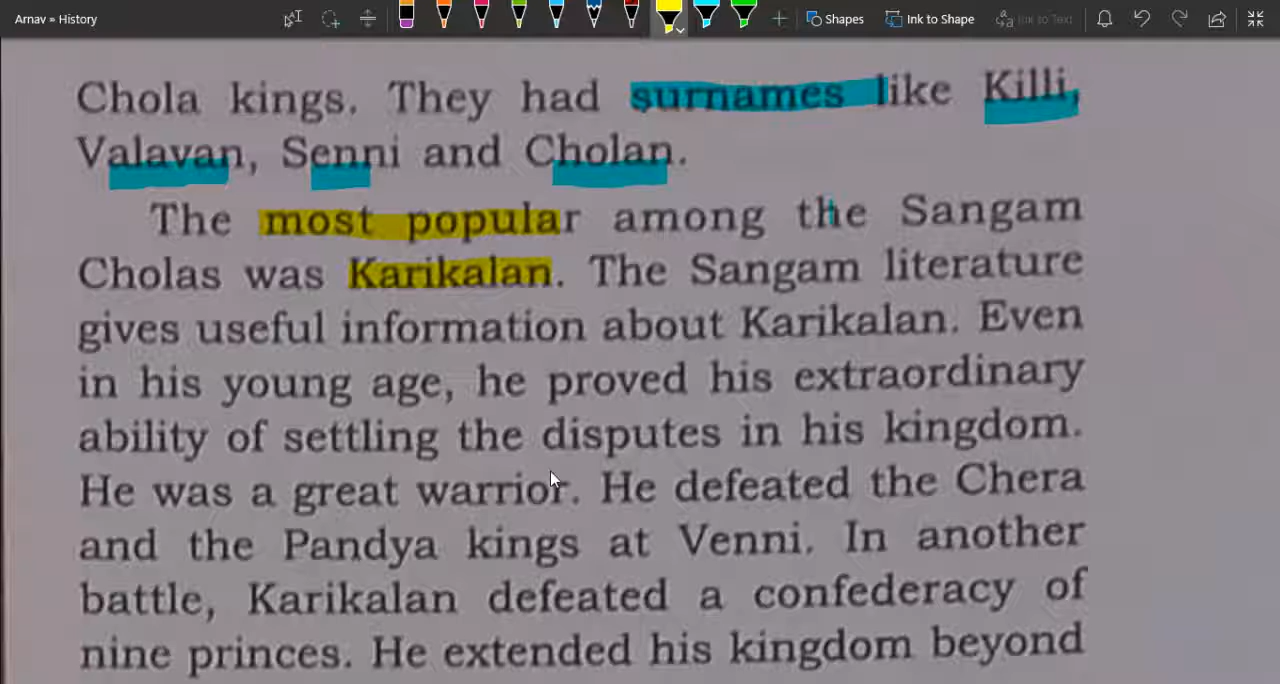 Arnav » History
Shapes
Ink to Shape
Ink to Text
Chola kings. They had surnames like Killi,
Valavan, Senni and Cholan.
The most popular among the Sangam
Cholas was Karikalan. The Sangam literature
gives useful information about Karikalan. Even
in his young age, he proved his extraordinary
ability of settling the disputes in his kingdom.
He was a great warrior. He defeated the Chera
and the Pandya kings at Venni. In another
battle, Karikalan defeated a confederacy of
nine princes. He extended his kingdom beyond